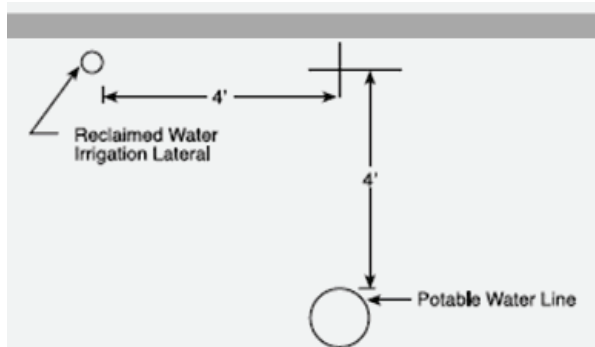 4'
Reclaimed Water
Irrigation Lateral
4'
Potable Water Line